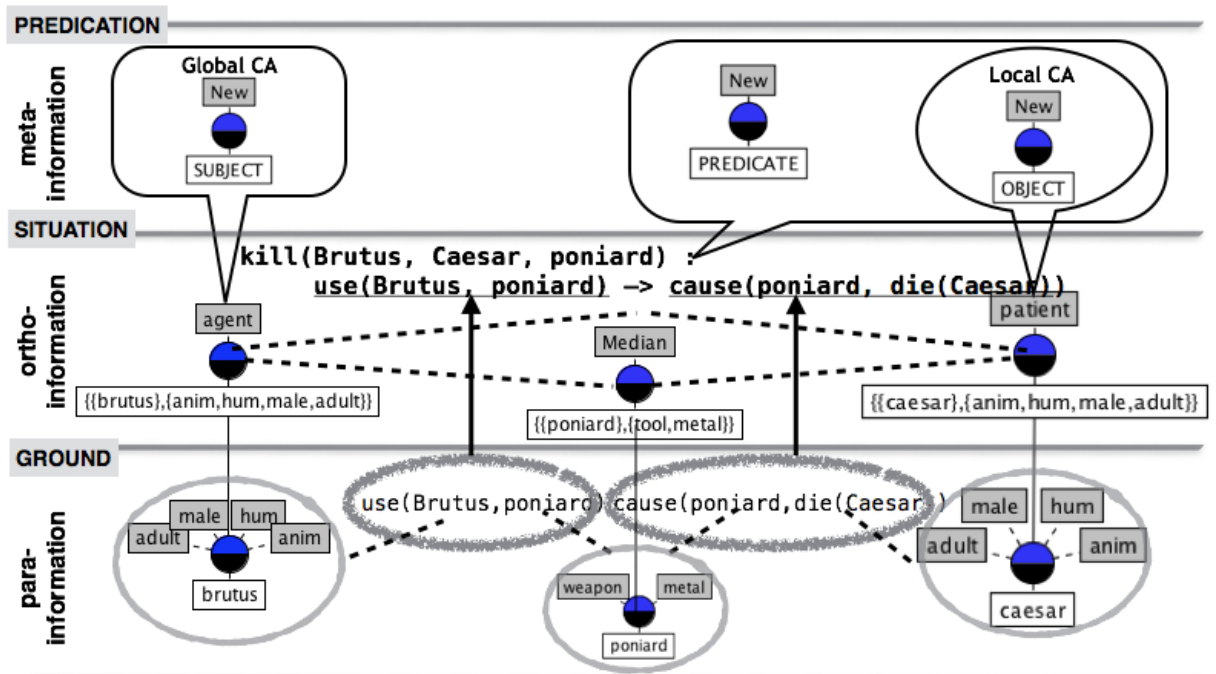 PREDICATION
meta-
information
Global CA
New
SUBJECT
New
PREDICATE
Local CA
New
OBJECT
SITUATION
ortho-
information
kill(Brutus, Caesar, poniard) :
use(Brutus, poniard) —> cause(poniard, die(Caesar))
agent
Median
patient
{{brutus},{anim,hum,male,adult}}
{{poniard},{tool,metal}}
{{caesar},{anim,hum,male,adult}}
GROUND
para-
information
use(Brutus,poniard) cause(poniard,die(Caesar))
adult
male
hum
anim
brutus
weapon
metal
poniard
adult
male
hum
anim
caesar